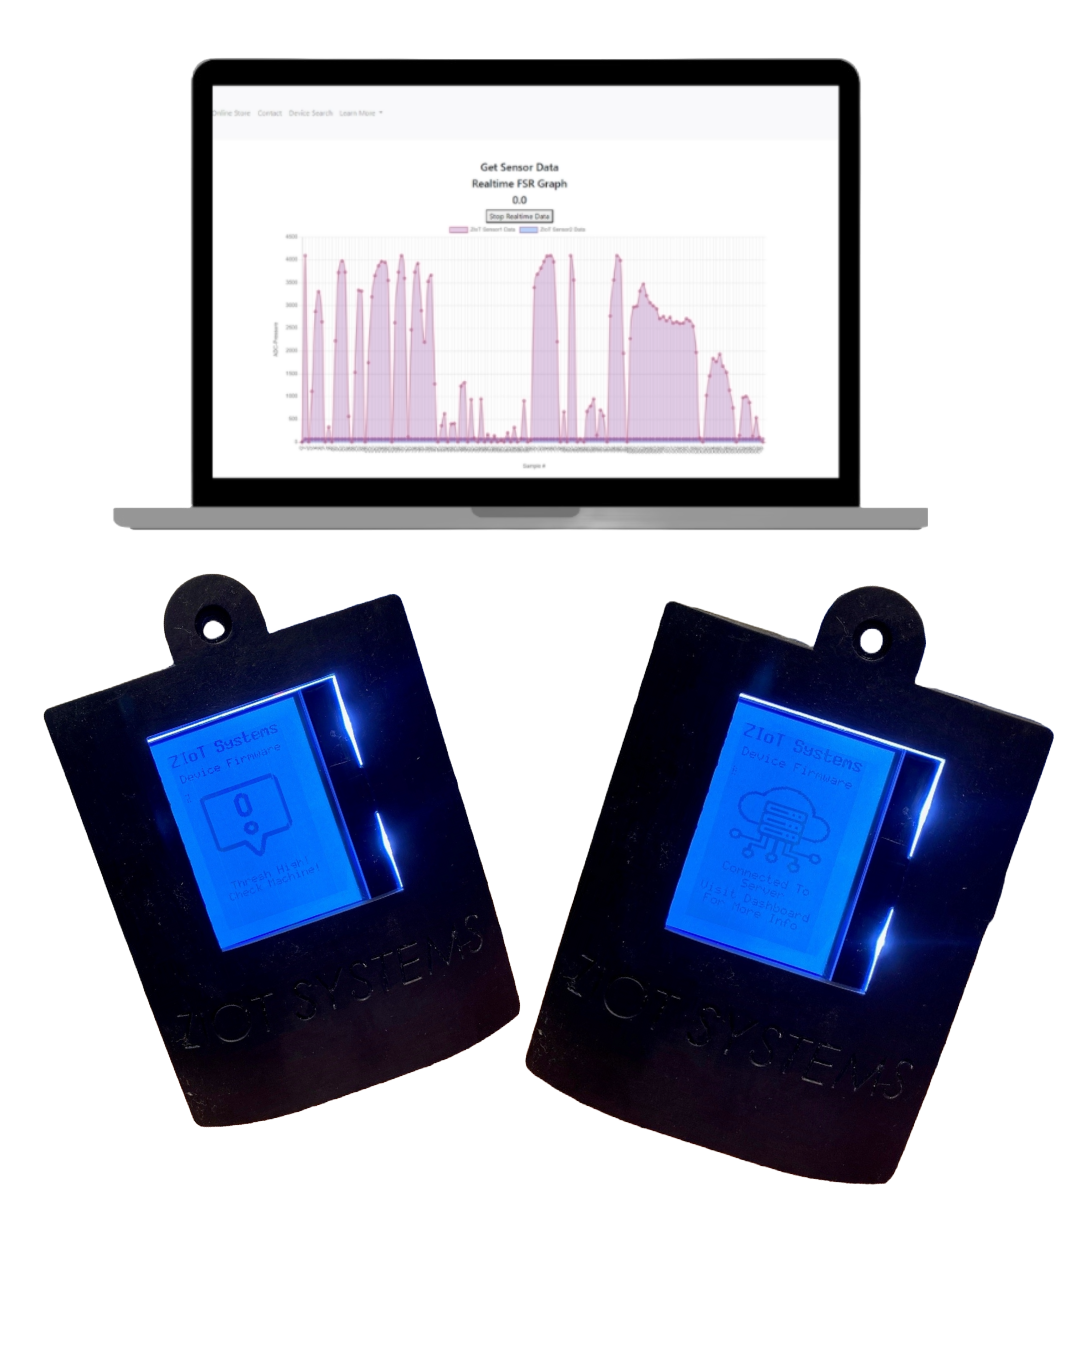 Online Store Contact Device Search Learn More
Get Sensor Data
Realtime FSR Graph
0.0
Stop Realtime Data
ZIoT Sensor1 Data ZIoT Sensor2 Data
4500
4000
3500
3000
2500
2000
1500
1000
500
0
ADC-Pressure
Sample #
ZIoT Systems
Device Firmware
Thresh High!
Check Machine!
ZIOT SYSTEMS
ZIoT Systems
Device Firmware
Connected To
Server
Visit Dashboard
For More Info
ZIOT SYSTEMS